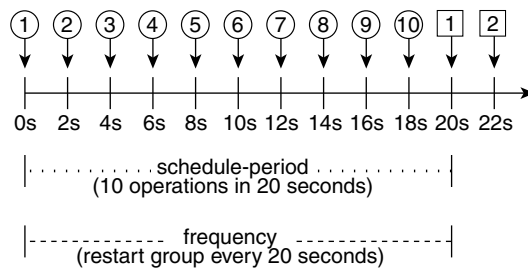 1 2 3 4 5 6 7 8 9 10 1 2
0s 2s 4s 6s 8s 10s 12s 14s 16s 18s 20s 22s
schedule-period
(10 operations in 20 seconds)
frequency
(restart group every 20 seconds)